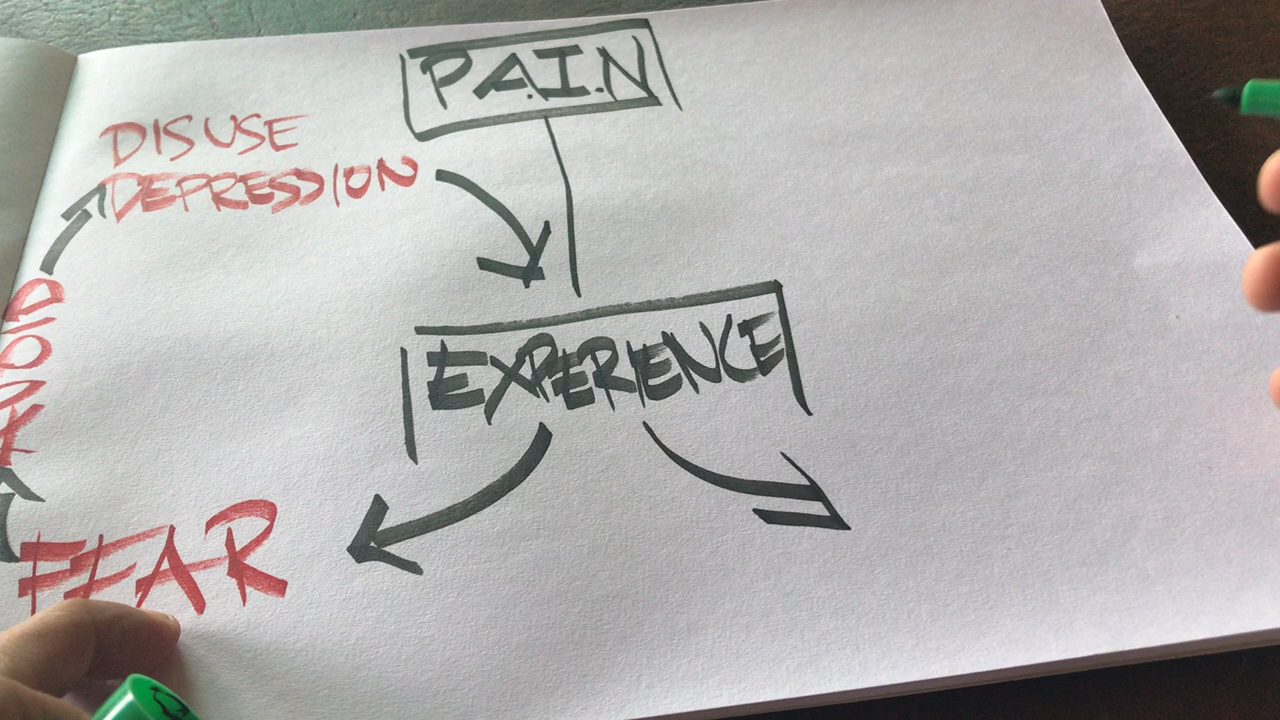 P.A.I.N
DISUSE
DEPRESSION
AVOID
EXPERIENCE
FEAR